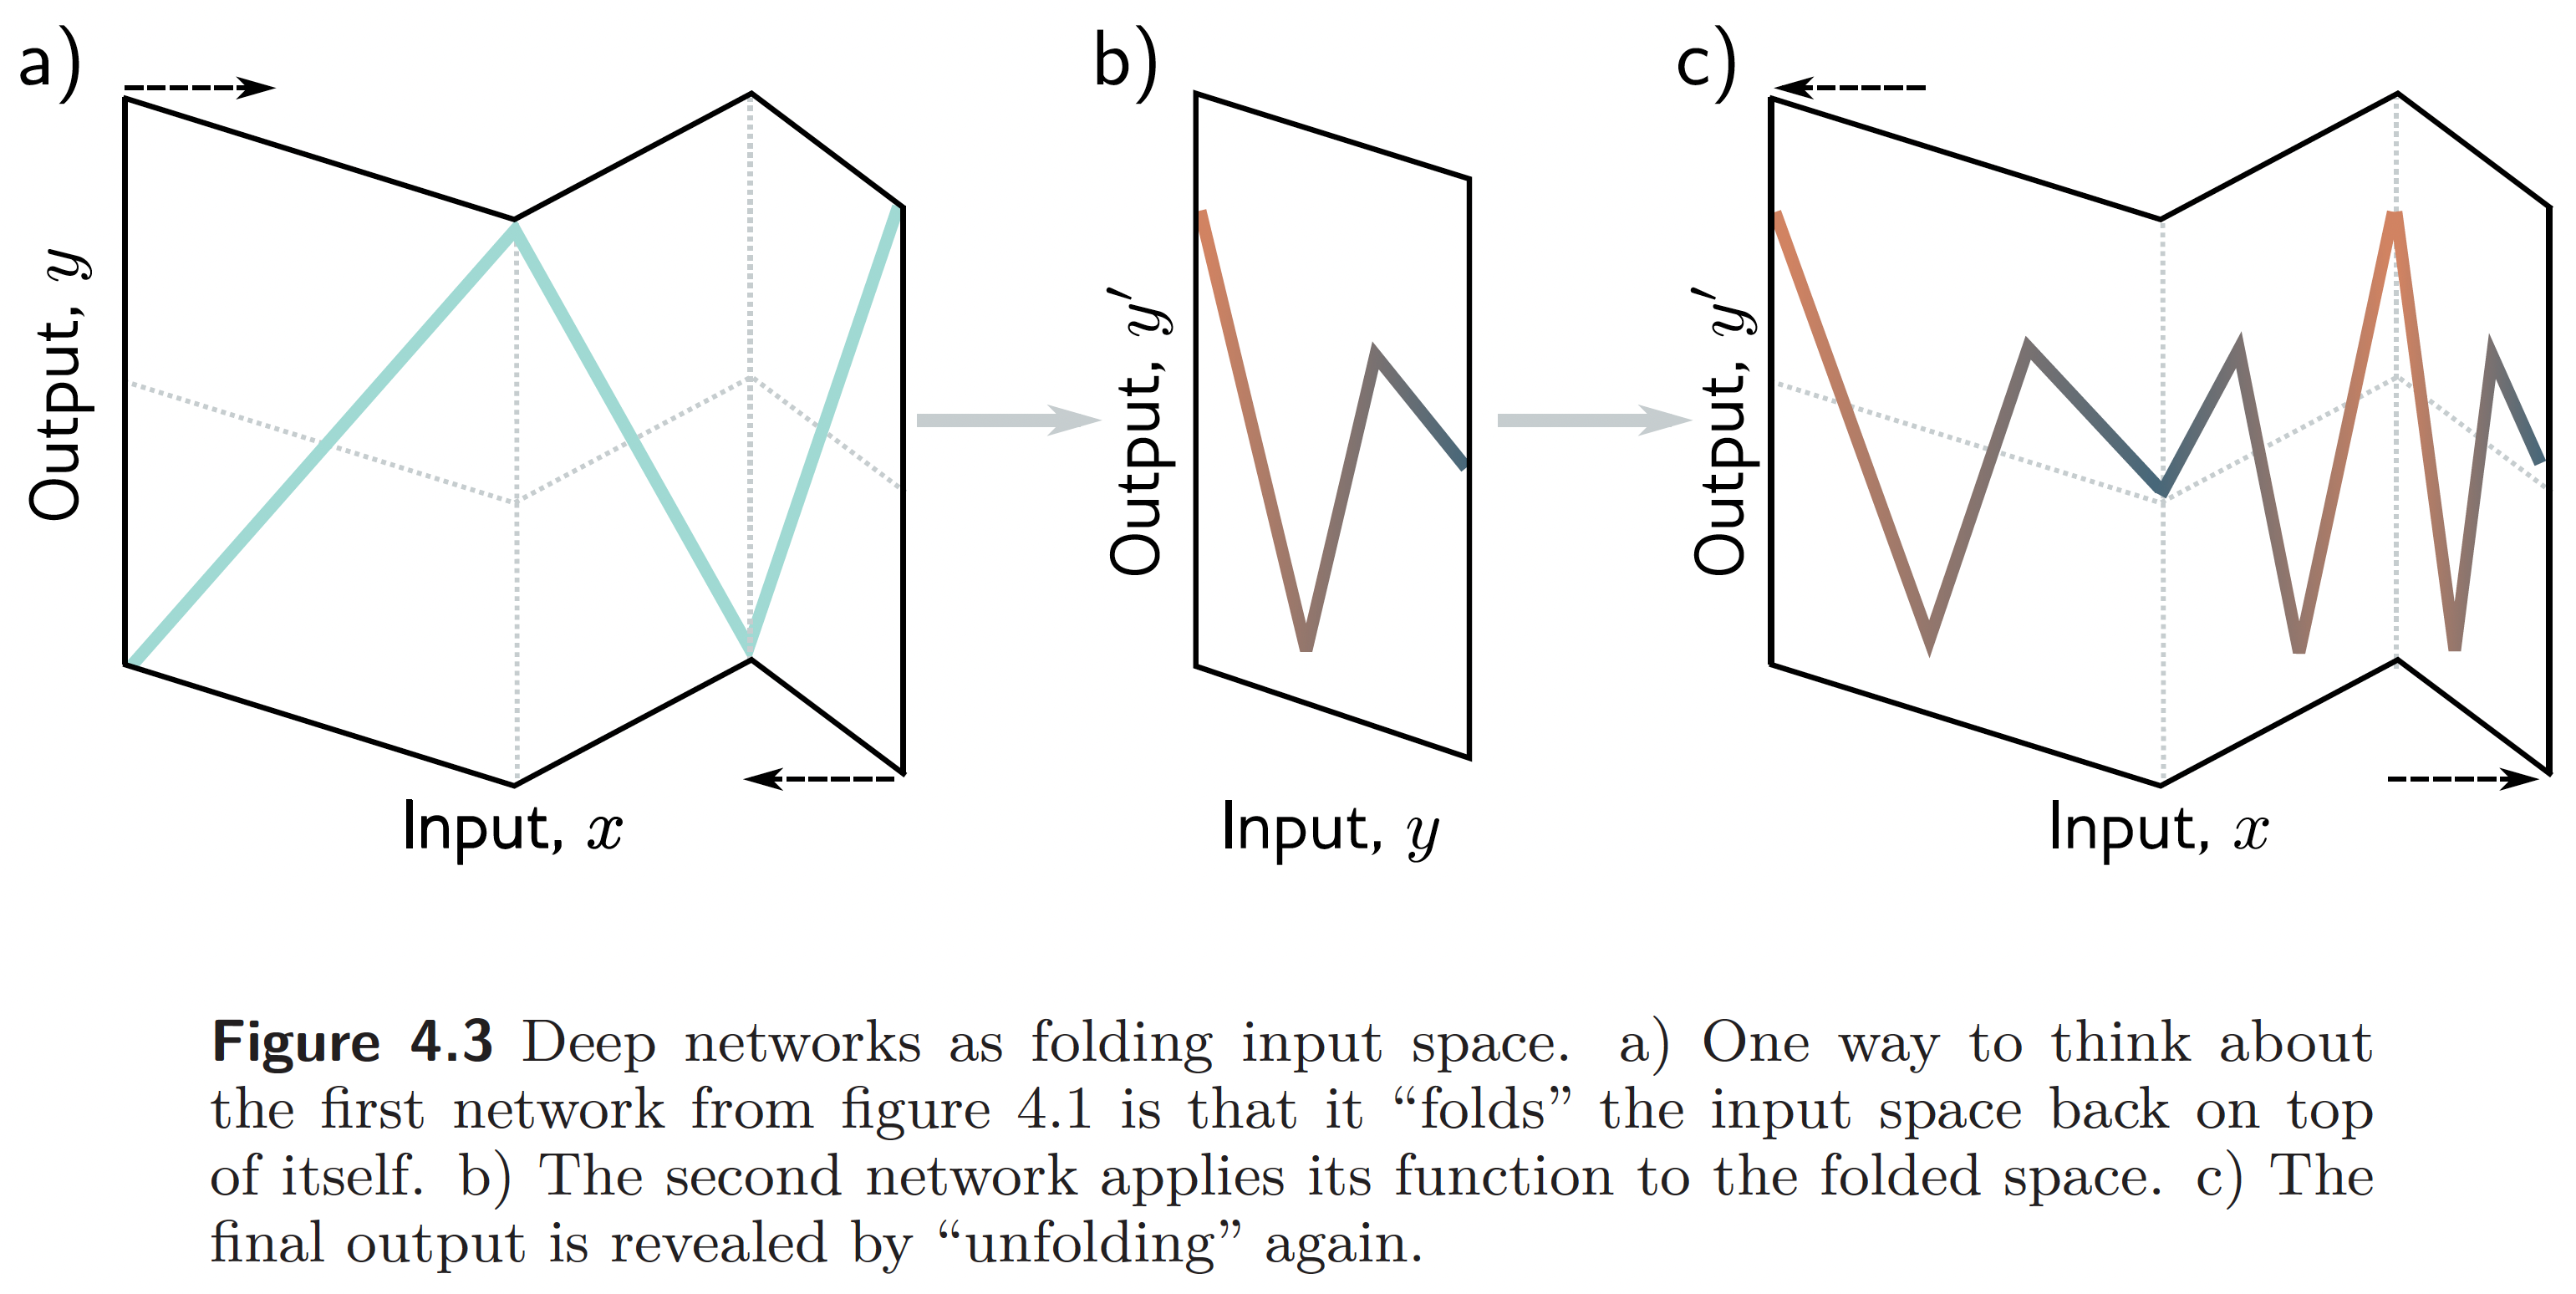 a)
Output, y
Input, x
b)
Output, y′
Input, y
c)
Output, y′
Input, x
Figure 4.3 Deep networks as folding input space. a) One way to think about
the first network from figure 4.1 is that it “folds” the input space back on top
of itself. b) The second network applies its function to the folded space. c) The
final output is revealed by “unfolding” again.